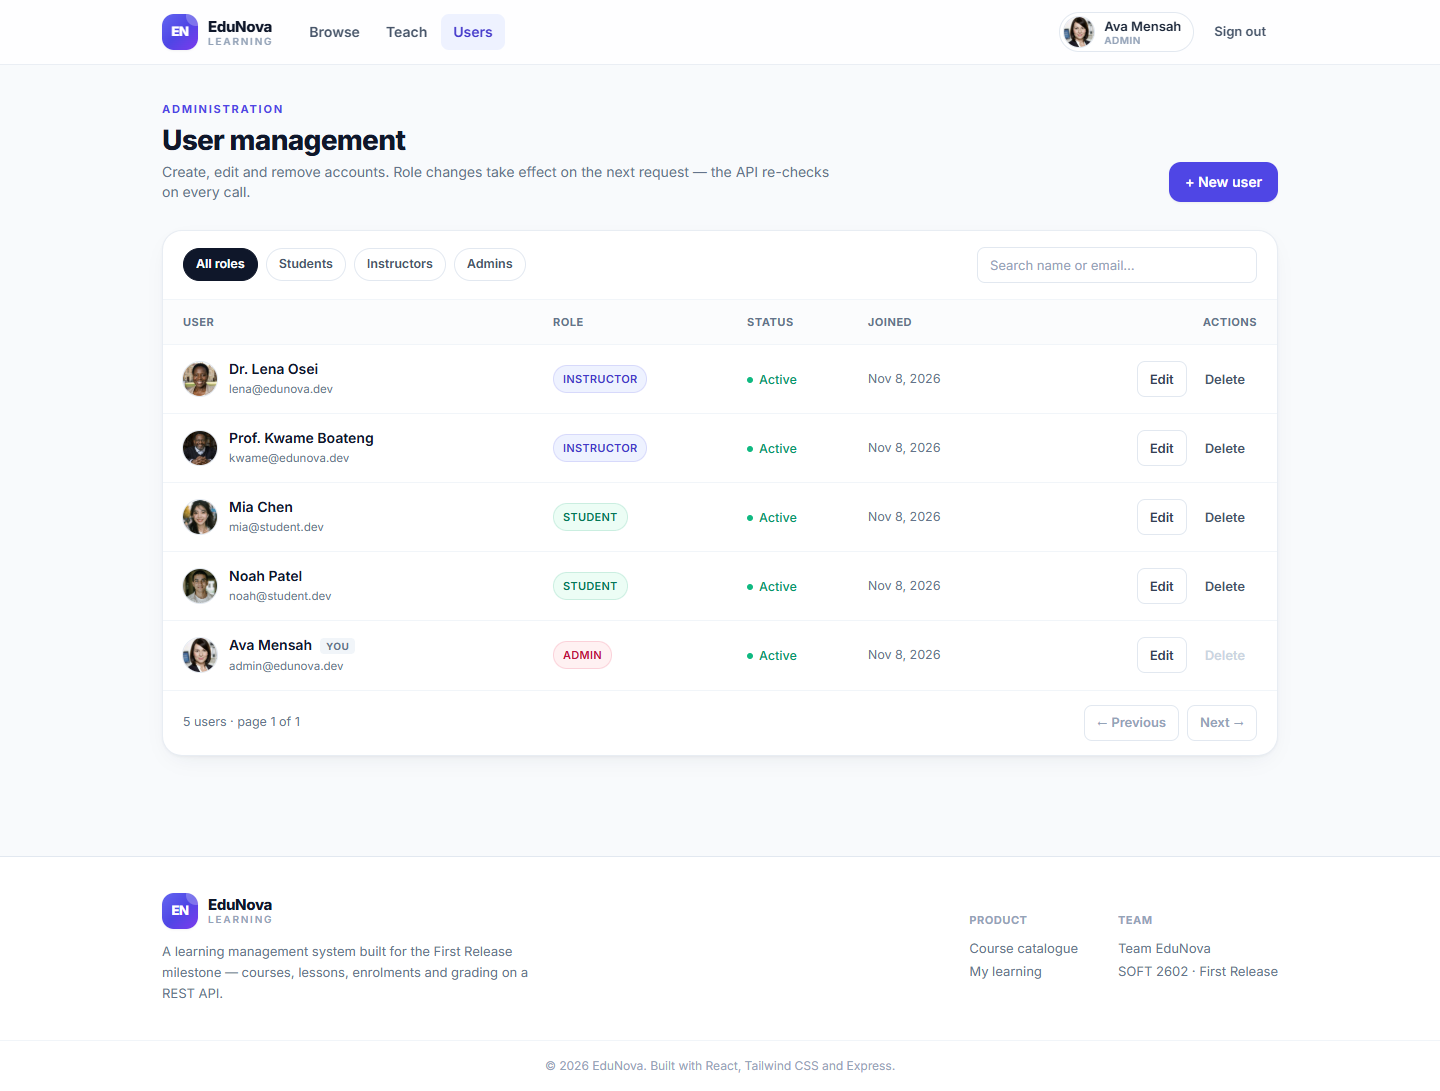 EN
EduNova
LEARNING
Browse
Teach
Users
Ava Mensah
ADMIN
Sign out
ADMINISTRATION
User management
Create, edit and remove accounts. Role changes take effect on the next request — the API re-checks
on every call.
+ New user
All roles
Students
Instructors
Admins
Search name or email...
USER
ROLE
STATUS
JOINED
ACTIONS
Dr. Lena Osei
lena@edunova.dev
INSTRUCTOR
Active
Nov 8, 2026
Edit
Delete
Prof. Kwame Boateng
kwame@edunova.dev
INSTRUCTOR
Active
Nov 8, 2026
Edit
Delete
Mia Chen
mia@student.dev
STUDENT
Active
Nov 8, 2026
Edit
Delete
Noah Patel
noah@student.dev
STUDENT
Active
Nov 8, 2026
Edit
Delete
Ava Mensah YOU
admin@edunova.dev
ADMIN
Active
Nov 8, 2026
Edit
Delete
5 users · page 1 of 1
← Previous
Next →
EN
EduNova
LEARNING
A learning management system built for the First Release
milestone — courses, lessons, enrolments and grading on a
REST API.
PRODUCT
Course catalogue
My learning
TEAM
Team EduNova
SOFT 2602 · First Release
© 2026 EduNova. Built with React, Tailwind CSS and Express.